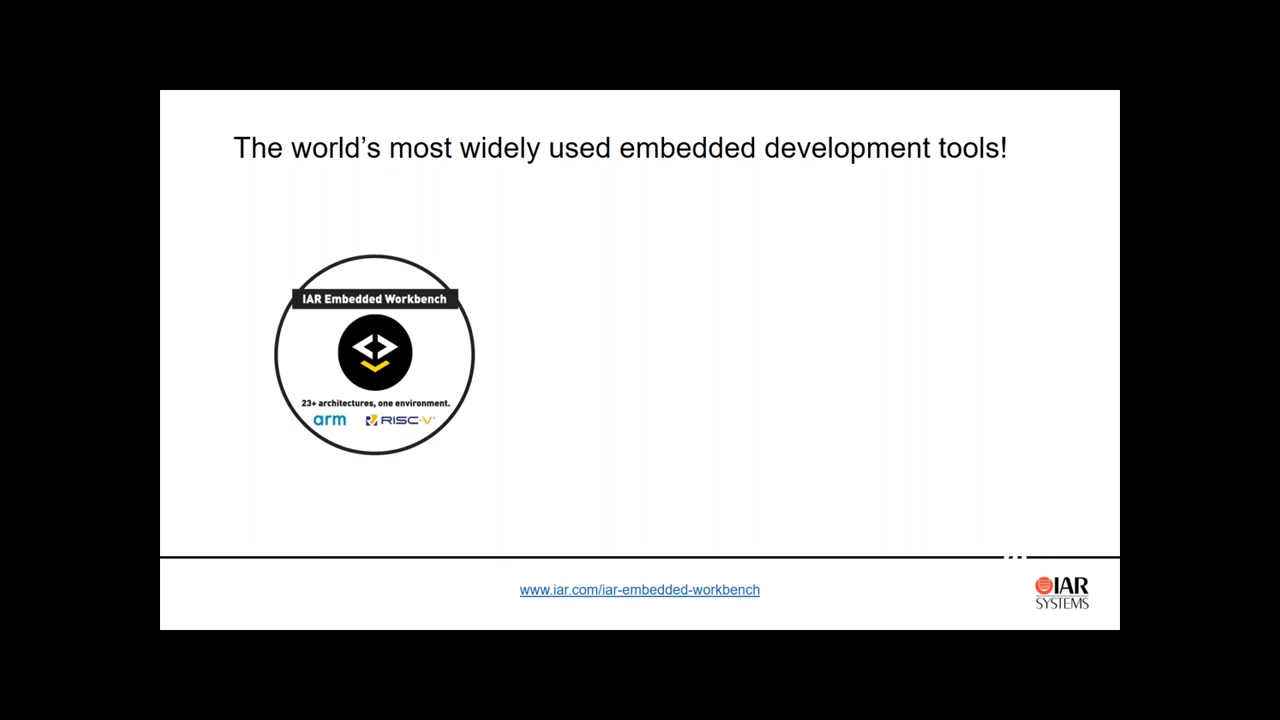 The world’s most widely used embedded development tools!
IAR Embedded Workbench
23+ architectures, one environment.
arm RISC-V®
www.iar.com/iar-embedded-workbench
IAR
SYSTEMS